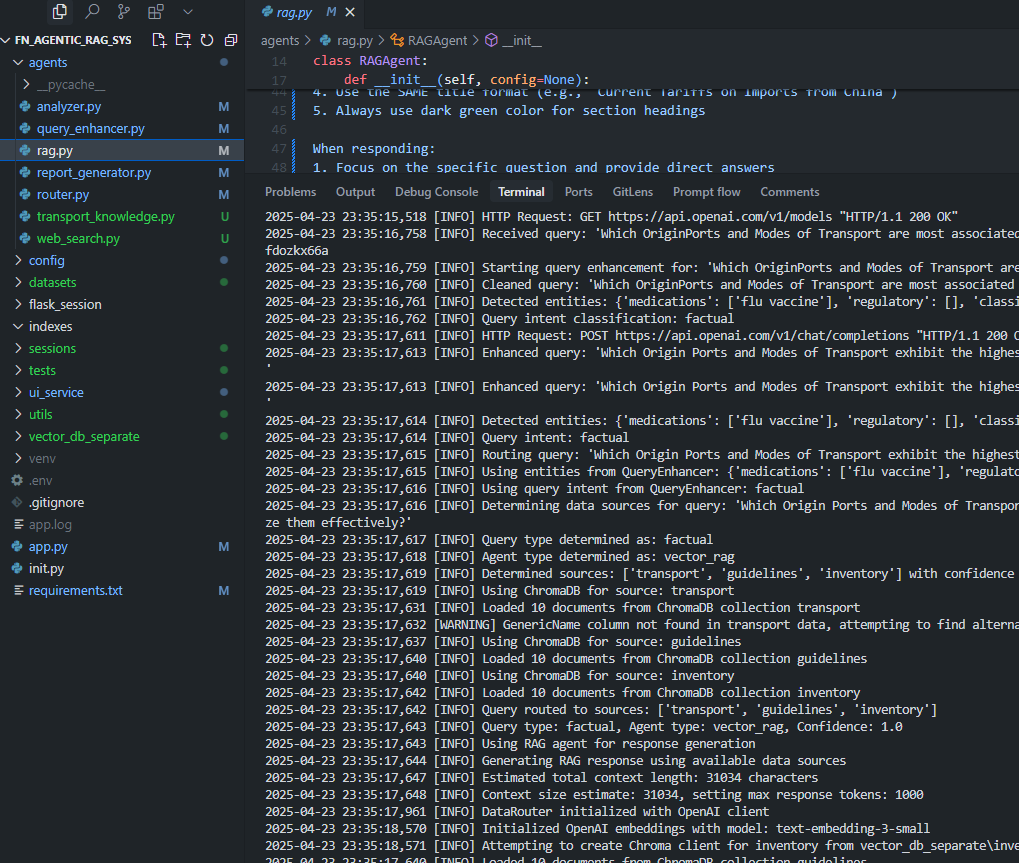 rag.py M
FN_AGENTIC_RAG_SYS
agents
__pycache__
analyzer.py M
query_enhancer.py M
rag.py M
report_generator.py M
router.py M
transport_knowledge.py U
web_search.py U
config
datasets
flask_session
indexes
sessions
tests
ui_service
utils
vector_db_separate
venv
.env
.gitignore
app.log
app.py M
init.py
requirements.txt M
agents > rag.py > RAGAgent > __init__
14 class RAGAgent:
17 def __init__(self, config=None):
44 4. Use the SAME title format (e.g., "Current Tariffs on Imports from China")
45 5. Always use dark green color for section headings
46
47 When responding:
48 1. Focus on the specific question and provide direct answers
Problems Output Debug Console Terminal Ports GitLens Prompt flow Comments
2025-04-23 23:35:15,518 [INFO] HTTP Request: GET https://api.openai.com/v1/models "HTTP/1.1 200 OK"
2025-04-23 23:35:16,758 [INFO] Received query: 'Which OriginPorts and Modes of Transport are most associated
fdozkx66a
2025-04-23 23:35:16,759 [INFO] Starting query enhancement for: 'Which OriginPorts and Modes of Transport are
2025-04-23 23:35:16,760 [INFO] Cleaned query: 'Which OriginPorts and Modes of Transport are most associated
2025-04-23 23:35:16,761 [INFO] Detected entities: {'medications': ['flu vaccine'], 'regulatory': [], 'classi
2025-04-23 23:35:16,762 [INFO] Query intent classification: factual
2025-04-23 23:35:17,611 [INFO] HTTP Request: POST https://api.openai.com/v1/chat/completions "HTTP/1.1 200 O
2025-04-23 23:35:17,613 [INFO] Enhanced query: 'Which Origin Ports and Modes of Transport exhibit the highes
'
2025-04-23 23:35:17,613 [INFO] Enhanced query: 'Which Origin Ports and Modes of Transport exhibit the highes
'
2025-04-23 23:35:17,614 [INFO] Detected entities: {'medications': ['flu vaccine'], 'regulatory': [], 'classi
2025-04-23 23:35:17,614 [INFO] Query intent: factual
2025-04-23 23:35:17,615 [INFO] Routing query: 'Which Origin Ports and Modes of Transport exhibit the highest
2025-04-23 23:35:17,615 [INFO] Using entities from QueryEnhancer: {'medications': ['flu vaccine'], 'regulato
2025-04-23 23:35:17,616 [INFO] Using query intent from QueryEnhancer: factual
2025-04-23 23:35:17,616 [INFO] Determining data sources for query: 'Which Origin Ports and Modes of Transpor
ze them effectively?'
2025-04-23 23:35:17,617 [INFO] Query type determined as: factual
2025-04-23 23:35:17,618 [INFO] Agent type determined as: vector_rag
2025-04-23 23:35:17,619 [INFO] Determined sources: ['transport', 'guidelines', 'inventory'] with confidence
2025-04-23 23:35:17,619 [INFO] Using ChromaDB for source: transport
2025-04-23 23:35:17,631 [INFO] Loaded 10 documents from ChromaDB collection transport
2025-04-23 23:35:17,632 [WARNING] GenericName column not found in transport data, attempting to find alterna
2025-04-23 23:35:17,637 [INFO] Using ChromaDB for source: guidelines
2025-04-23 23:35:17,640 [INFO] Loaded 10 documents from ChromaDB collection guidelines
2025-04-23 23:35:17,640 [INFO] Using ChromaDB for source: inventory
2025-04-23 23:35:17,642 [INFO] Loaded 10 documents from ChromaDB collection inventory
2025-04-23 23:35:17,642 [INFO] Query routed to sources: ['transport', 'guidelines', 'inventory']
2025-04-23 23:35:17,643 [INFO] Query type: factual, Agent type: vector_rag, Confidence: 1.0
2025-04-23 23:35:17,643 [INFO] Using RAG agent for response generation
2025-04-23 23:35:17,644 [INFO] Generating RAG response using available data sources
2025-04-23 23:35:17,647 [INFO] Estimated total context length: 31034 characters
2025-04-23 23:35:17,648 [INFO] Context size estimate: 31034, setting max response tokens: 1000
2025-04-23 23:35:17,961 [INFO] DataRouter initialized with OpenAI client
2025-04-23 23:35:18,570 [INFO] Initialized OpenAI embeddings with model: text-embedding-3-small
2025-04-23 23:35:18,571 [INFO] Attempting to create Chroma client for inventory from vector_db_separate\inve
2025-04-23 23:35:17,640 [INFO] Loaded 10 documents from ChromaDB collection guidelines